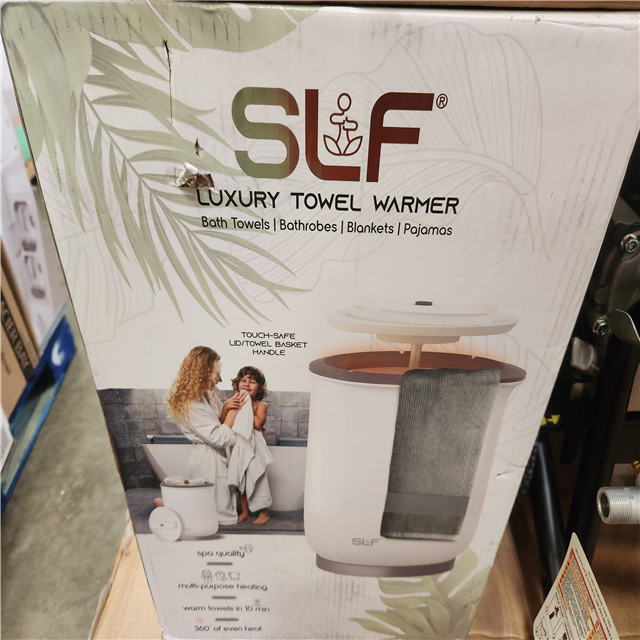 SLF®
LUXURY TOWEL WARMER
Bath Towels | Bathrobes | Blankets | Pajamas
TOUCH-SAFE
LID/TOWEL BASKET
HANDLE
SLF
spa quality
multi-purpose heating
warm towels in 10 min
360° of even heat